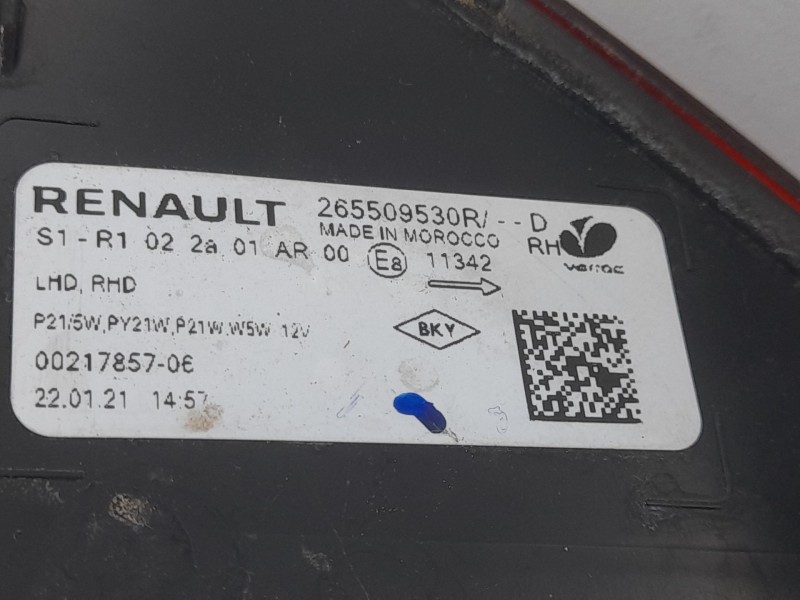 RENAULT 265509530R/--D
MADE IN MOROCCO RH
S1-R1 02 2a 01 AR 00 E8 11342
varroc
LHD, RHD
P21/5W,PY21W,P21W,W5W 12V
BKY
00217857-06
22.01.21 14:57